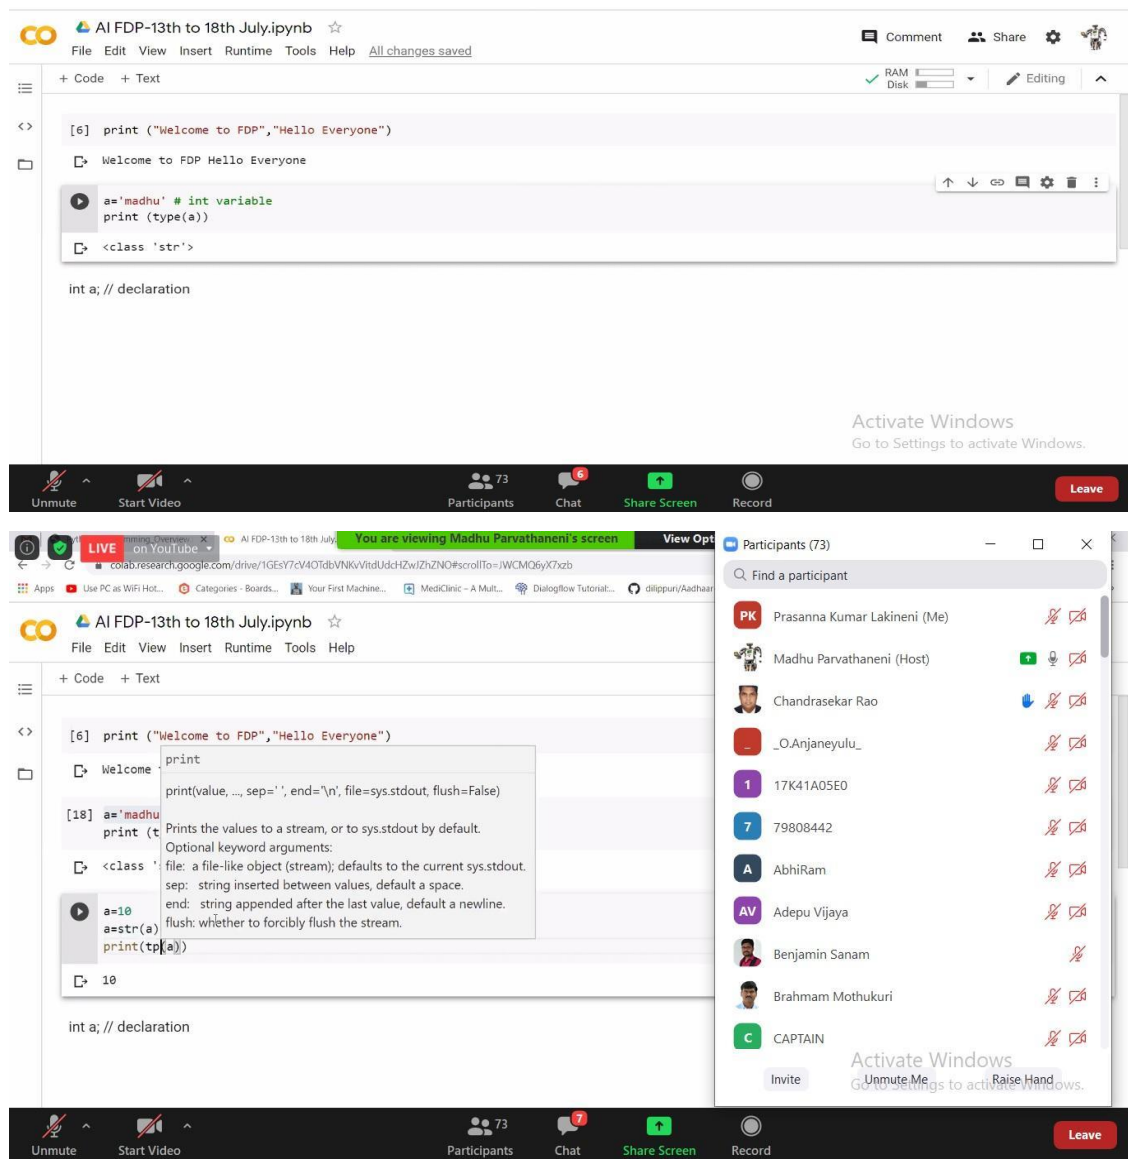 AI FDP-13th to 18th July.ipynb
File Edit View Insert Runtime Tools Help All changes saved
Comment Share
+ Code + Text
RAM
Disk
Editing
[6] print ("Welcome to FDP","Hello Everyone")
Welcome to FDP Hello Everyone
a='madhu' # int variable
print (type(a))
<class 'str'>
int a; // declaration
Activate Windows
Go to Settings to activate Windows.
73
6
Unmute Start Video Participants Chat Share Screen Record Leave
LIVE on YouTube
AI FDP-13th to 18th July.
You are viewing Madhu Parvathaneni's screen
View Opt
colab.research.google.com/drive/1GEsY7cV4OTdbVNKvVitdUdcHZwJZhZNO#scrollTo=JWCMQ6yX7xzb
Apps Use PC as WiFi Hot... Categories - Boards... Your First Machine... MediClinic – A Mult... Dialogflow Tutorial:... dilippuri/Aadhaar
AI FDP-13th to 18th July.ipynb
File Edit View Insert Runtime Tools Help
+ Code + Text
[6] print ("Welcome to FDP","Hello Everyone")
Welcome
[18] a='madhu
print (t
<class '
print
print(value, ..., sep=' ', end='\n', file=sys.stdout, flush=False)
Prints the values to a stream, or to sys.stdout by default.
Optional keyword arguments:
file: a file-like object (stream); defaults to the current sys.stdout.
sep: string inserted between values, default a space.
end: string appended after the last value, default a newline.
flush: whether to forcibly flush the stream.
a=10
a=str(a)
print(tp(a))
10
int a; // declaration
Participants (73)
Find a participant
PK Prasanna Kumar Lakineni (Me)
Madhu Parvathaneni (Host)
Chandrasekar Rao
_ _O.Anjaneyulu_
1 17K41A05E0
7 79808442
A AbhiRam
AV Adepu Vijaya
Benjamin Sanam
Brahmam Mothukuri
C CAPTAIN
Activate Windows
Go to Settings to activate Windows.
Invite Unmute Me Raise Hand
73
7
Unmute Start Video Participants Chat Share Screen Record Leave